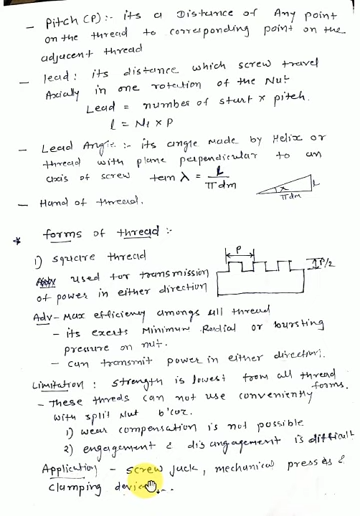 - Pitch (P) :- its a Distance of Any point
on the thread to corresponding point on the
adjacent thread
- lead : its distance which screw travel
Axially in one rotation of the Nut
Lead = number of start × pitch.
l = N₁ × P
- Lead Angle :- its angle made by Helix or
thread with plane perpendicular to an
axis of screw tan λ = L/πdm
λ L
πdm
- Hand of thread.
* forms of thread :-
1) square thread
P
P/2
used for transmission
of power in either direction
Adv - Max efficiency amongs all thread
- its exerts Minimum Radial or bursting
pressure on nut.
- can transmit power in either direction.
Limitation : strength is lowest from all thread
forms.
- These threds can not use conveniently
with split Nut b'coz.
1) wear compensation is not possible
2) engagement & disangagement is difficult
Application - screw jack, mechanical presses &
clamping device...